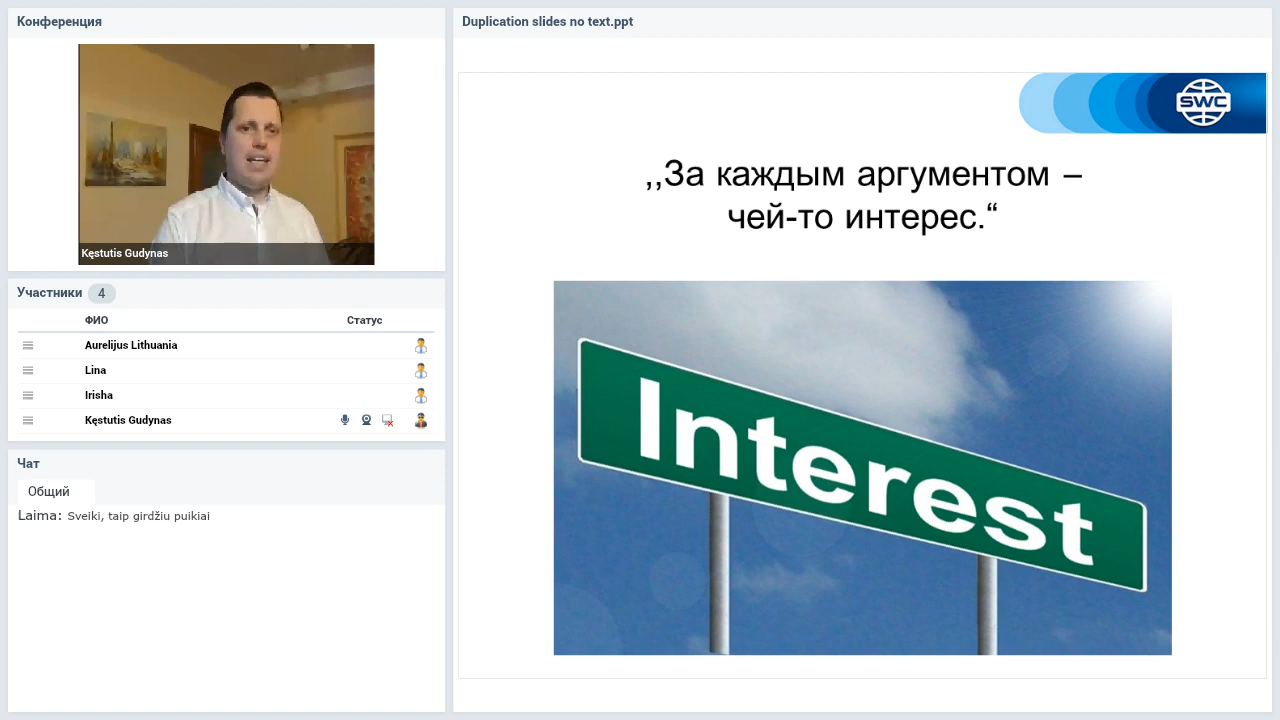 Конференция
Kęstutis Gudynas
Участники 4
ФИО Статус
Aurelijus Lithuania
Lina
Irisha
Kęstutis Gudynas
Чат
Общий
Laima: Sveiki, taip girdžiu puikiai
Duplication slides no text.ppt
SWC
,,За каждым аргументом –
чей-то интерес.“
Interest